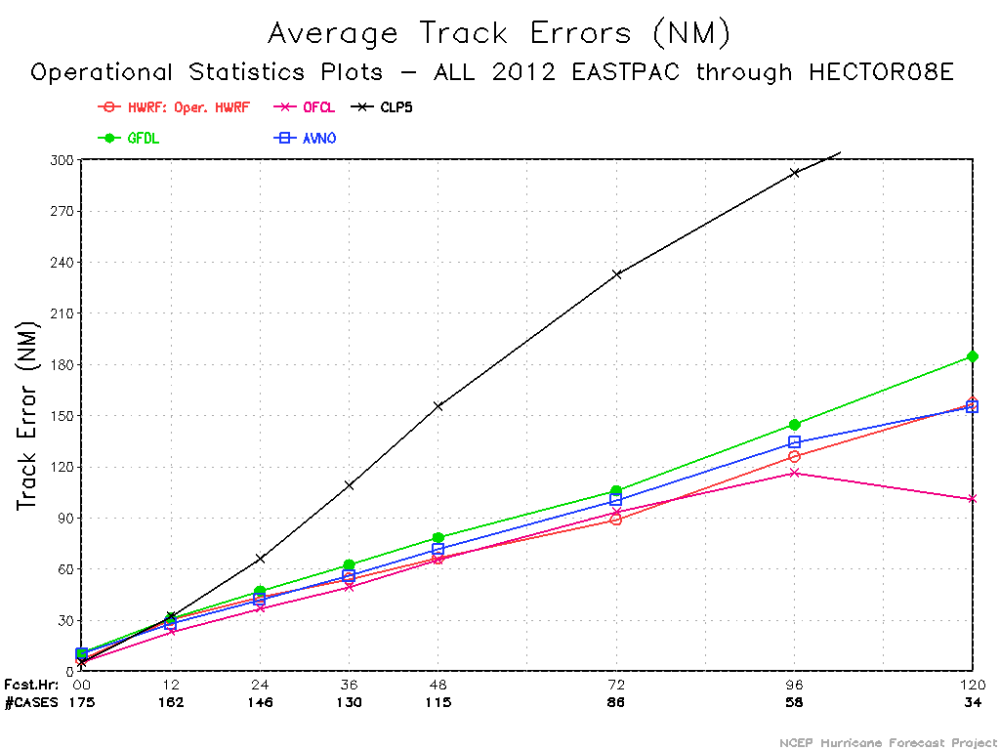 Average Track Errors (NM)
Operational Statistics Plots - ALL 2012 EASTPAC through HECTOR08E
HWRF: Oper. HWRF OFCL CLP5
GFDL AVNO
300
270
240
210
180
150
120
90
60
30
0
Track Error (NM)
Fcst.Hr: 00 12 24 36 48 72 96 120
#CASES 175 162 146 130 115 86 58 34
NCEP Hurricane Forecast Project